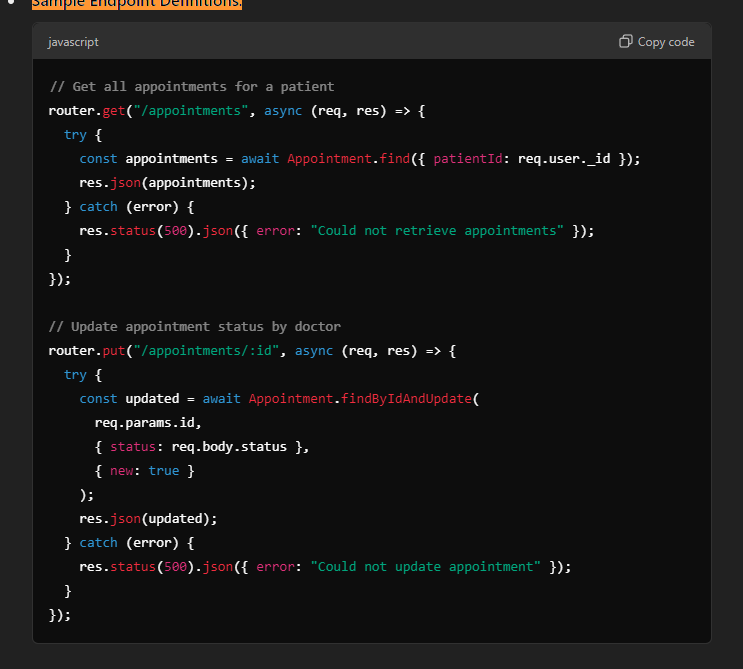 Sample Endpoint Definitions:
javascript
Copy code
// Get all appointments for a patient
router.get("/appointments", async (req, res) => {
  try {
    const appointments = await Appointment.find({ patientId: req.user._id });
    res.json(appointments);
  } catch (error) {
    res.status(500).json({ error: "Could not retrieve appointments" });
  }
});

// Update appointment status by doctor
router.put("/appointments/:id", async (req, res) => {
  try {
    const updated = await Appointment.findByIdAndUpdate(
      req.params.id,
      { status: req.body.status },
      { new: true }
    );
    res.json(updated);
  } catch (error) {
    res.status(500).json({ error: "Could not update appointment" });
  }
});